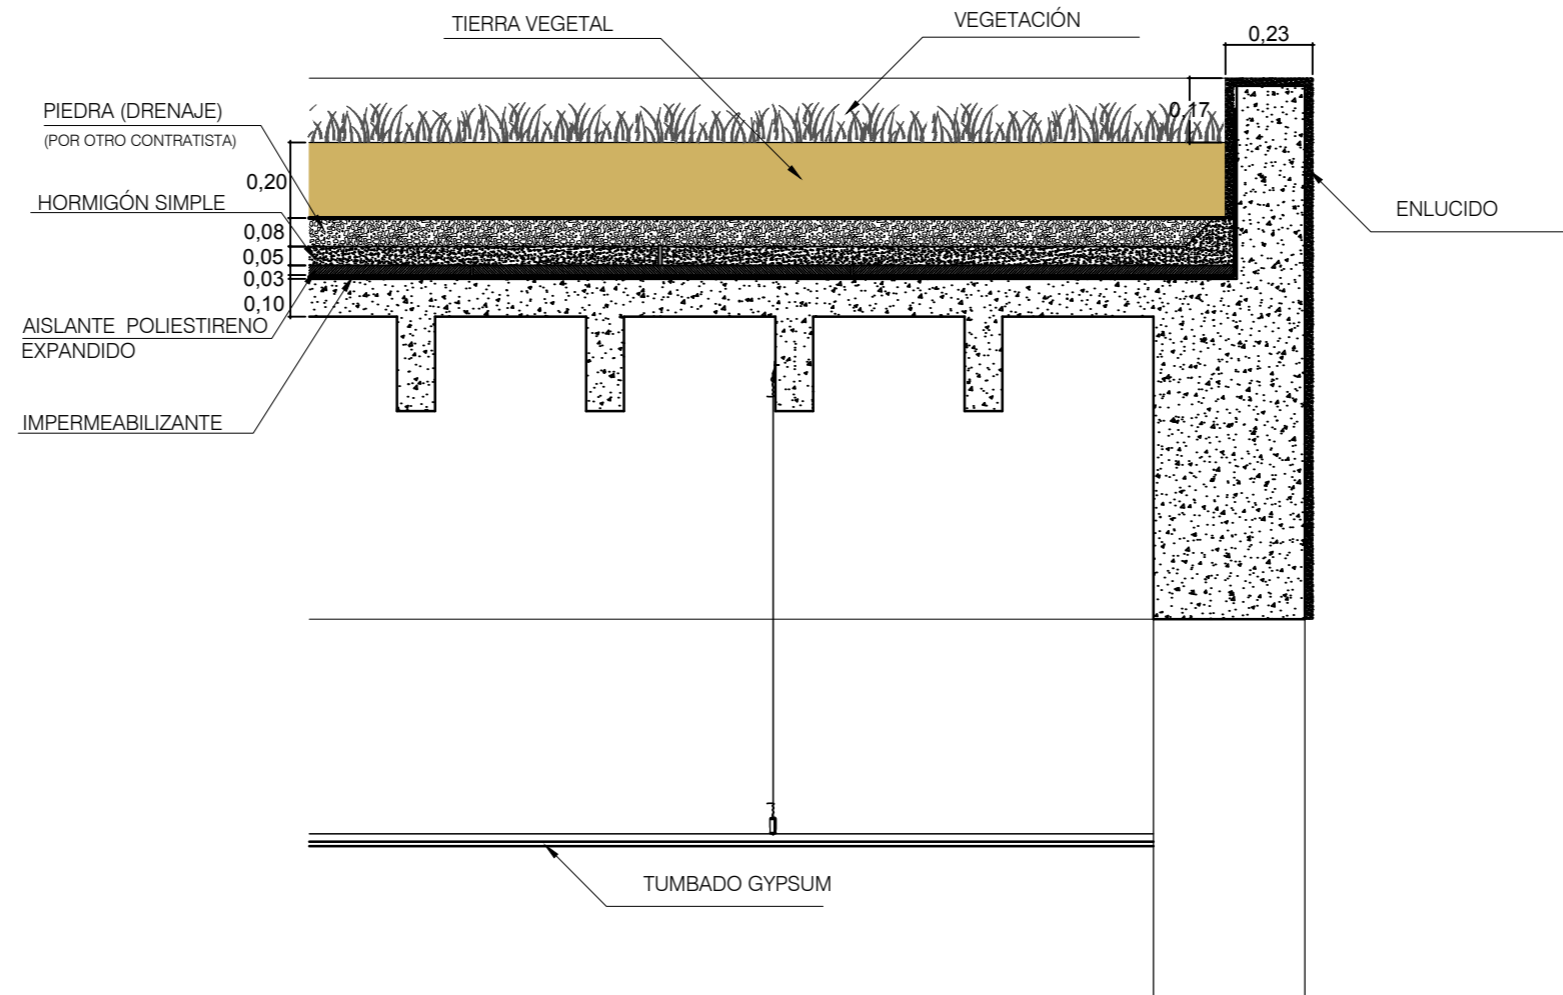 TIERRA VEGETAL
VEGETACIÓN
0,23
PIEDRA (DRENAJE)
(POR OTRO CONTRATISTA)
0,17
0,20
HORMIGÓN SIMPLE
ENLUCIDO
0,08
0,05
0,03
0,10
AISLANTE POLIESTIRENO
EXPANDIDO
IMPERMEABILIZANTE
TUMBADO GYPSUM